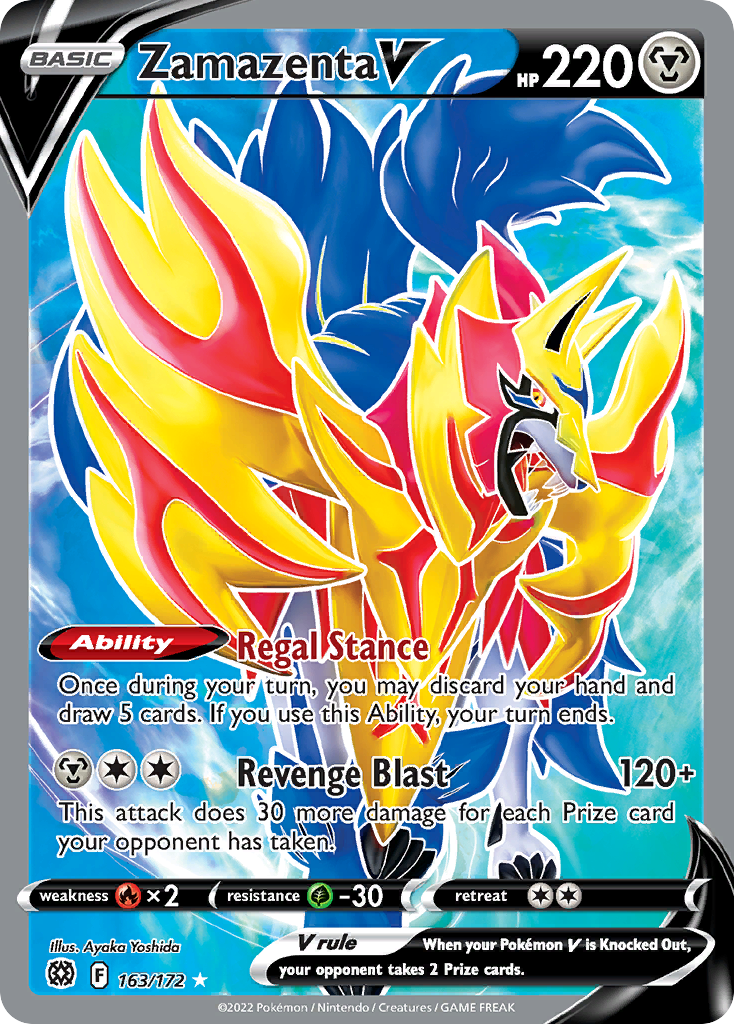 BASIC Zamazenta V HP 220
Ability Regal Stance
Once during your turn, you may discard your hand and
draw 5 cards. If you use this Ability, your turn ends.
Revenge Blast 120+
This attack does 30 more damage for each Prize card
your opponent has taken.
weakness ×2 resistance -30 retreat
Illus. Ayaka Yoshida
V rule When your Pokémon V is Knocked Out,
your opponent takes 2 Prize cards.
F 163/172
©2022 Pokémon / Nintendo / Creatures / GAME FREAK